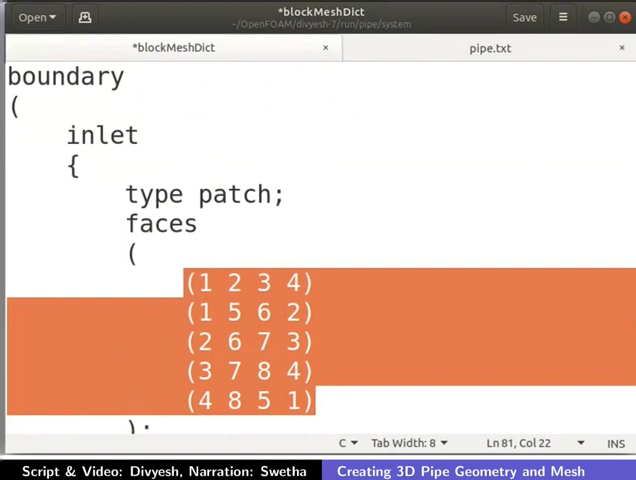 Open
*blockMeshDict
~/OpenFOAM/divyesh-7/run/pipe/system
Save
*blockMeshDict ×
pipe.txt ×
boundary
(
inlet
{
type patch;
faces
(
(1 2 3 4)
(1 5 6 2)
(2 6 7 3)
(3 7 8 4)
(4 8 5 1)
);
C Tab Width: 8 Ln 81, Col 22 INS
Script & Video: Divyesh, Narration: Swetha Creating 3D Pipe Geometry and Mesh